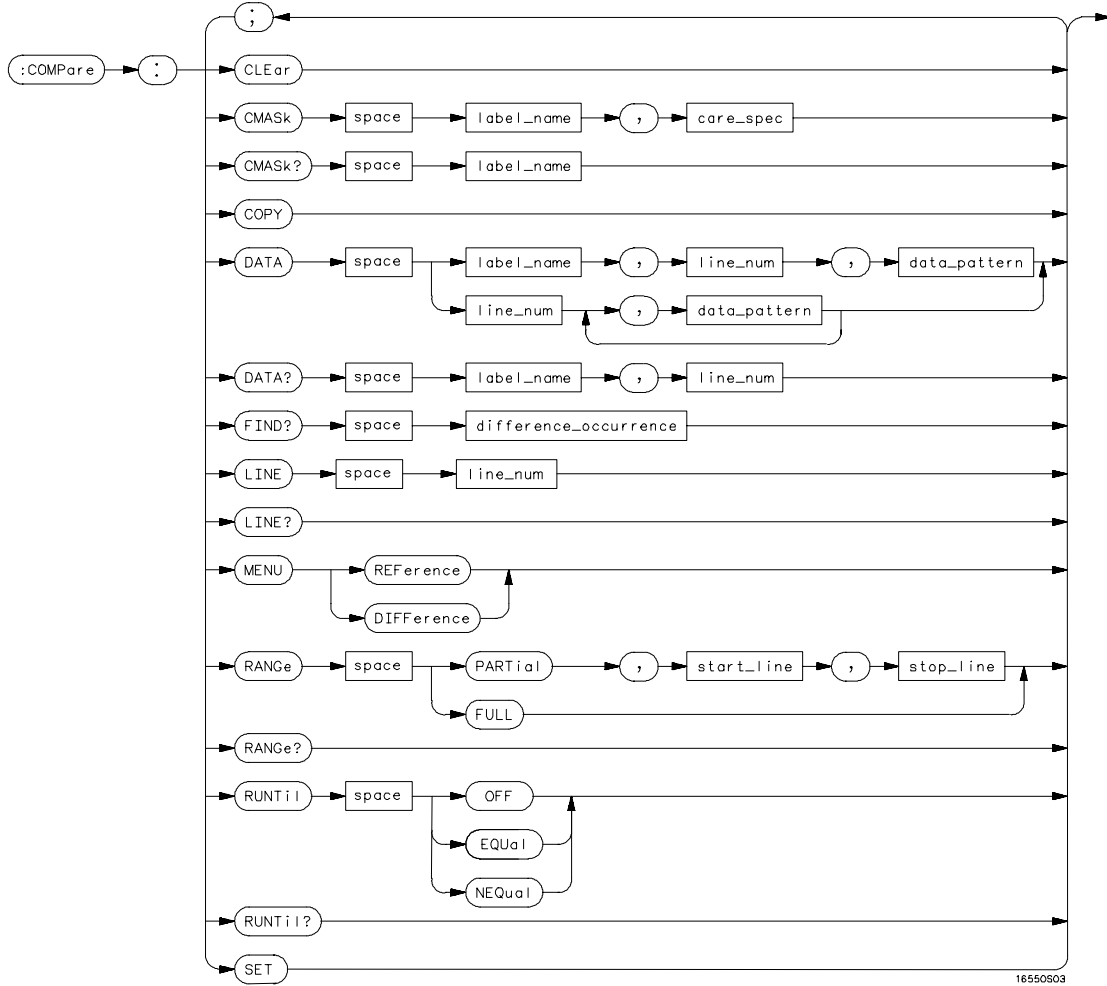 ;
:COMPare : CLEar
CMASk space label_name , care_spec
CMASk? space label_name
COPY
DATA space label_name , line_num , data_pattern
line_num , data_pattern
DATA? space label_name , line_num
FIND? space difference_occurrence
LINE space line_num
LINE?
MENU REFerence
DIFFerence
RANGe space PARTial , start_line , stop_line
FULL
RANGe?
RUNTil space OFF
EQUal
NEQual
RUNTil?
SET
16550S03